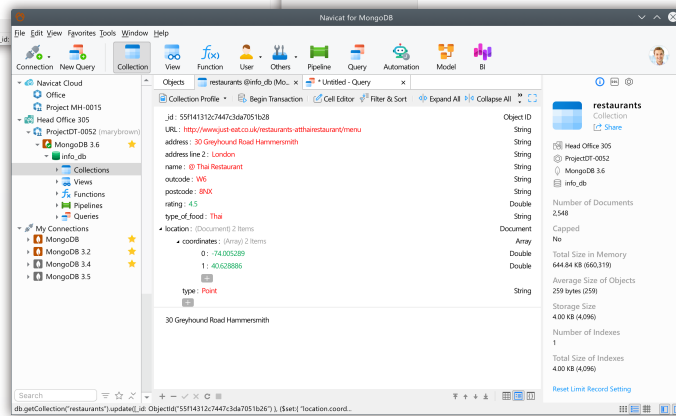 Navicat for MongoDB
File Edit View Favorites Tools Window Help
_id:
Connection New Query Collection View Function User Others Pipeline Query Automation Model BI
Navicat Cloud
Office
Project MH-0015
Head Office 305
ProjectDT-0052 (marybrown)
MongoDB 3.6
info_db
Collections
Views
Functions
Pipelines
Queries
My Connections
MongoDB
MongoDB 3.2
MongoDB 3.4
MongoDB 3.5
Search
Objects restaurants @info_db (Mo... * Untitled - Query
Collection Profile Begin Transaction Cell Editor Filter & Sort Expand All Collapse All
_id : 55f141312c7447c3da7051b28 Object ID
URL : http://www.just-eat.co.uk/restaurants-atthairestaurant/menu String
address : 30 Greyhound Road Hammersmith String
address line 2 : London String
name : @ Thai Restaurant String
outcode : W6 String
postcode : 8NX String
rating : 4.5 Double
type_of_food : Thai String
location : (Document) 2 Items Document
coordinates : (Array) 2 Items Array
0 : -74.005289 Double
1 : 40.628886 Double
type : Point String
30 Greyhound Road Hammersmith
restaurants
Collection
Share
Head Office 305
ProjectDT-0052
MongoDB 3.6
info_db
Number of Documents
2,548
Capped
No
Total Size in Memory
644.84 KB (660,319)
Average Size of Objects
259 bytes (259)
Storage Size
4.00 KB (4,096)
Number of Indexes
1
Total Size of Indexes
4.00 KB (4,096)
Reset Limit Record Setting
db.getCollection("restaurants").update({_id: ObjectId("55f14312c7447c3da7051b26") }, {$set:{ "location.coord...